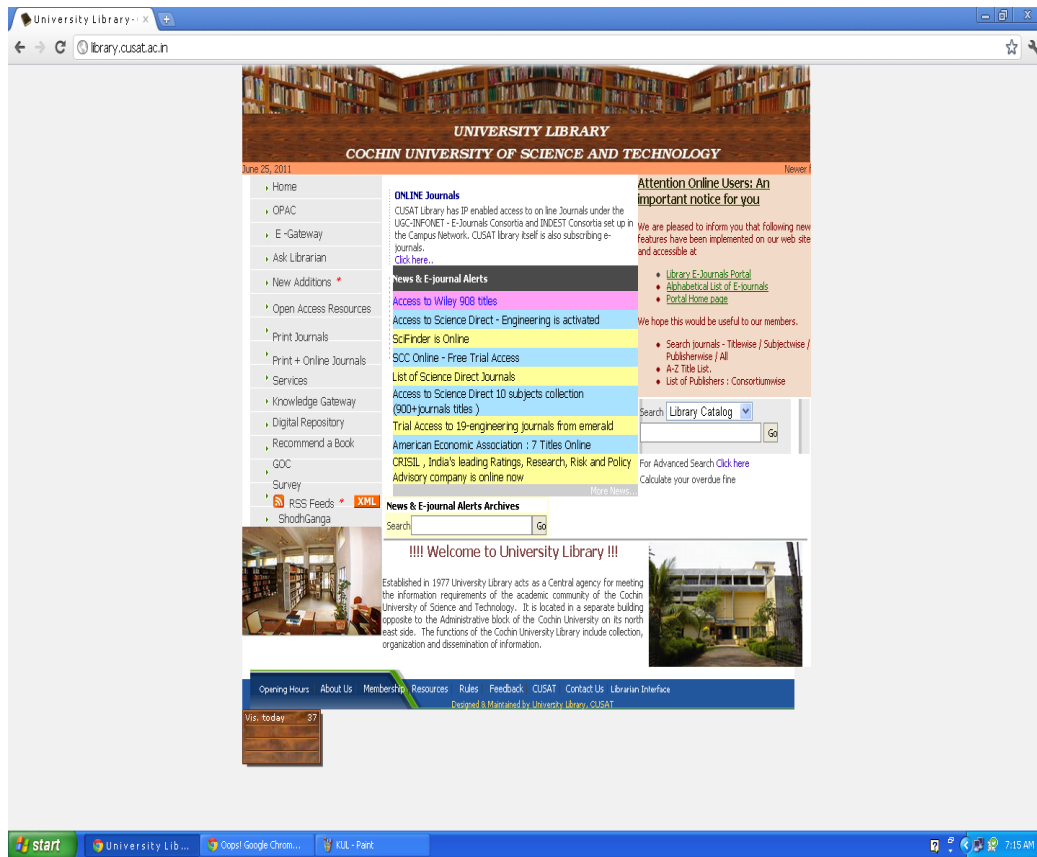 University Library- C
library.cusat.ac.in
UNIVERSITY LIBRARY
COCHIN UNIVERSITY OF SCIENCE AND TECHNOLOGY
June 25, 2011
Newer f
Home
OPAC
E -Gateway
Ask Librarian
New Additions *
Open Access Resources
Print Journals
Print + Online Journals
Services
Knowledge Gateway
Digital Repository
Recommend a Book
GOC
Survey
RSS Feeds * XML
ShodhGanga
ONLINE Journals
CUSAT Library has IP enabled access to on line Journals under the
UGC-INFONET - E-Journals Consortia and INDEST Consortia set up in
the Campus Network. CUSAT library itself is also subscribing e-
journals.
Click here..
News & E-journal Alerts
Access to Wiley 908 titles
Access to Science Direct - Engineering is activated
SciFinder is Online
SCC Online - Free Trial Access
List of Science Direct Journals
Access to Science Direct 10 subjects collection
(900+journals titles )
Trial Access to 19-engineering journals from emerald
American Economic Association : 7 Titles Online
CRISIL , India's leading Ratings, Research, Risk and Policy
Advisory company is online now
More News...
News & E-journal Alerts Archives
Search Go
Attention Online Users: An
important notice for you
We are pleased to inform you that following new
features have been implemented on our web site
and accessible at
Library E-Journals Portal
Alphabetical List of E-journals
Portal Home page
We hope this would be useful to our members.
Search journals - Titlewise / Subjectwise /
Publisherwise / All
A-Z Title List.
List of Publishers : Consortiumwise
Search Library Catalog
Go
For Advanced Search Click here
Calculate your overdue fine
!!!! Welcome to University Library !!!
Established in 1977 University Library acts as a Central agency for meeting
the information requirements of the academic community of the Cochin
University of Science and Technology. It is located in a separate building
opposite to the Administrative block of the Cochin University on its north
east side. The functions of the Cochin University Library include collection,
organization and dissemination of information.
Opening Hours About Us Membership Resources Rules Feedback CUSAT Contact Us Librarian Interface
Designed & Maintained by University Library, CUSAT
Vis. today 37
start University Lib... Oops! Google Chrom... KUL - Paint 7:15 AM